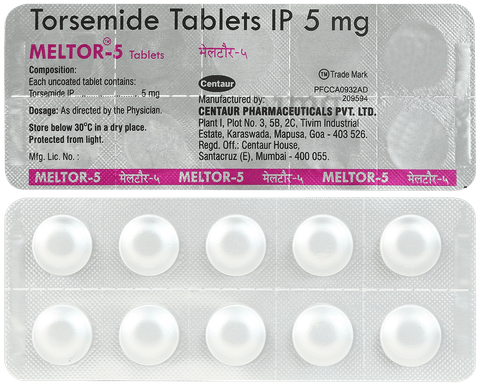 Torsemide Tablets IP 5 mg
MELTOR®-5 Tablets मेलटौर-५
Composition:
Each uncoated tablet contains:
Torsemide IP.......................... 5 mg
Dosage: As directed by the Physician.
Store below 30°C in a dry place.
Protected from light.
Mfg. Lic. No. :
Centaur
Manufactured by:
CENTAUR PHARMACEUTICALS PVT. LTD.
Plant I, Plot No. 3, 5B, 2C, Tivim Industrial
Estate, Karaswada, Mapusa, Goa - 403 526.
Regd. Off.: Centaur House,
Santacruz (E), Mumbai - 400 055.
TM Trade Mark
PFCCA0932AD
209594
MELTOR-5 मेलटौर-५ MELTOR-5 मेलटौर-५ MELTOR-5 मेलटौर-५